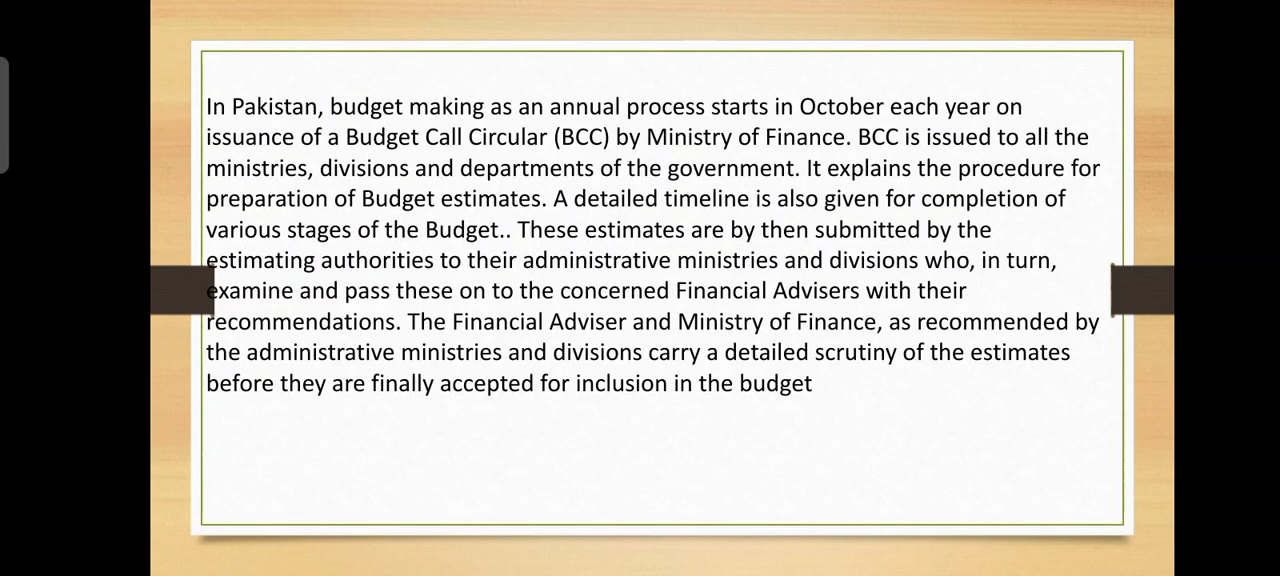 In Pakistan, budget making as an annual process starts in October each year on
issuance of a Budget Call Circular (BCC) by Ministry of Finance. BCC is issued to all the
ministries, divisions and departments of the government. It explains the procedure for
preparation of Budget estimates. A detailed timeline is also given for completion of
various stages of the Budget.. These estimates are by then submitted by the
estimating authorities to their administrative ministries and divisions who, in turn,
examine and pass these on to the concerned Financial Advisers with their
recommendations. The Financial Adviser and Ministry of Finance, as recommended by
the administrative ministries and divisions carry a detailed scrutiny of the estimates
before they are finally accepted for inclusion in the budget